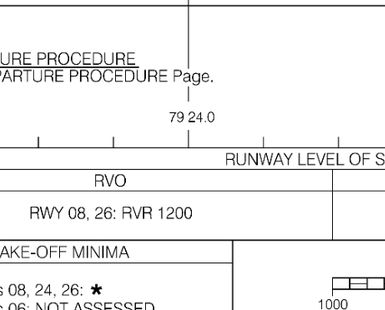 URE PROCEDURE
PARTURE PROCEDURE Page.
79 24.0
RUNWAY LEVEL OF S
RVO
RWY 08, 26: RVR 1200
AKE-OFF MINIMA
s 08, 24, 26: *
s 06: NOT ASSESSED
1000